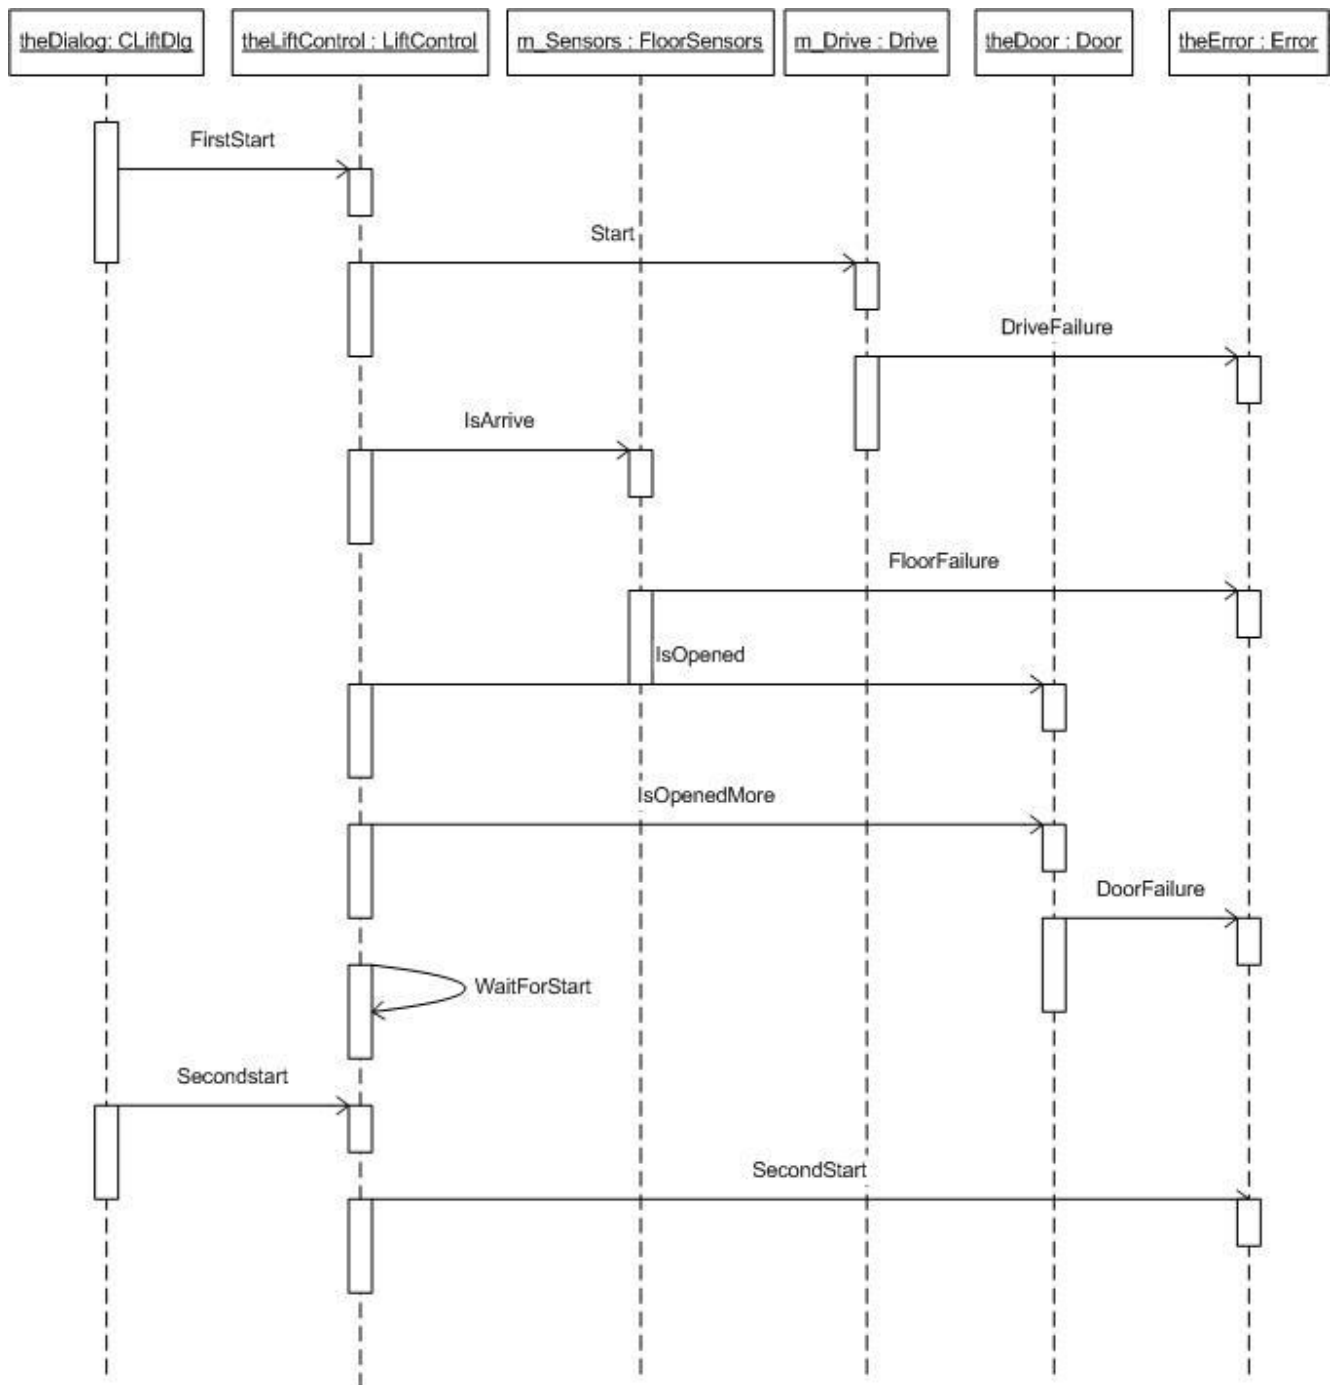 theDialog: CLiftDlg
theLiftControl : LiftControl
m_Sensors : FloorSensors
m_Drive : Drive
theDoor : Door
theError : Error
FirstStart
Start
DriveFailure
IsArrive
FloorFailure
IsOpened
IsOpenedMore
DoorFailure
WaitForStart
Secondstart
SecondStart